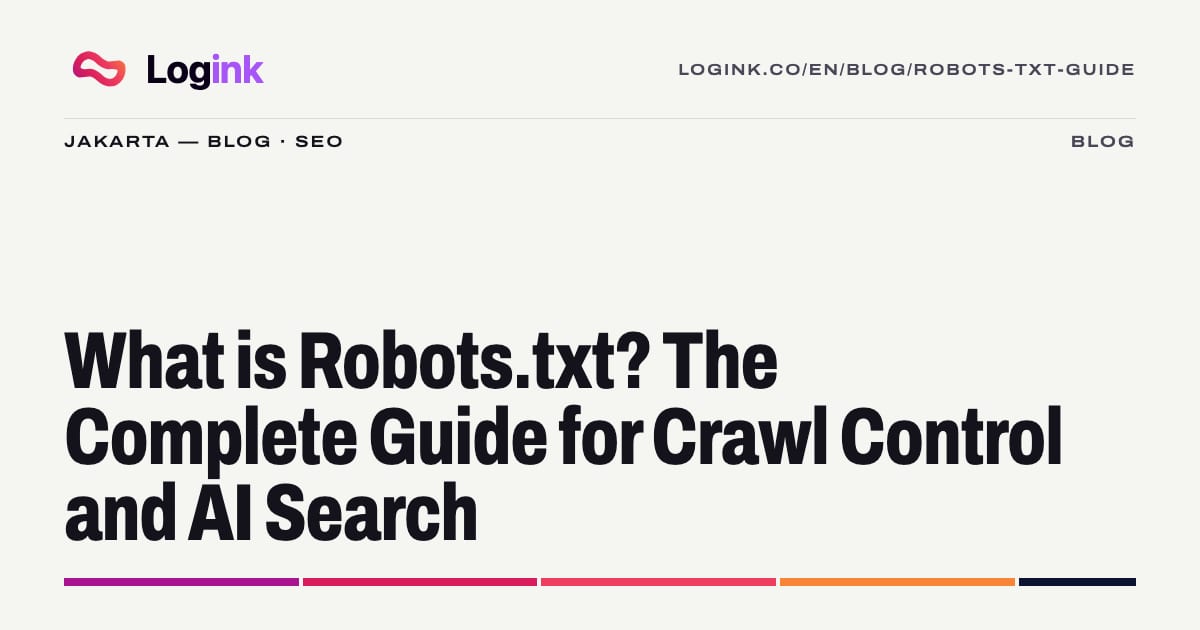 Logink
LOGINK.CO/EN/BLOG/ROBOTS-TXT-GUIDE
JAKARTA — BLOG · SEO
BLOG
What is Robots.txt? The
Complete Guide for Crawl Control
and AI Search